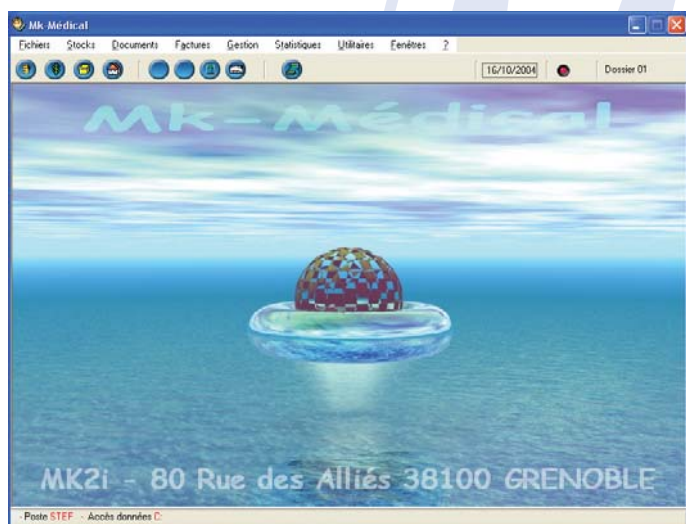 Mk-Médical
Fichiers Stocks Documents Factures Gestion Statistiques Utilitaires Fenêtres ?
16/10/2004 Dossier 01
Mk-Médical
MK2i - 80 Rue des Alliés 38100 GRENOBLE
- Poste STEF - Accès données C: